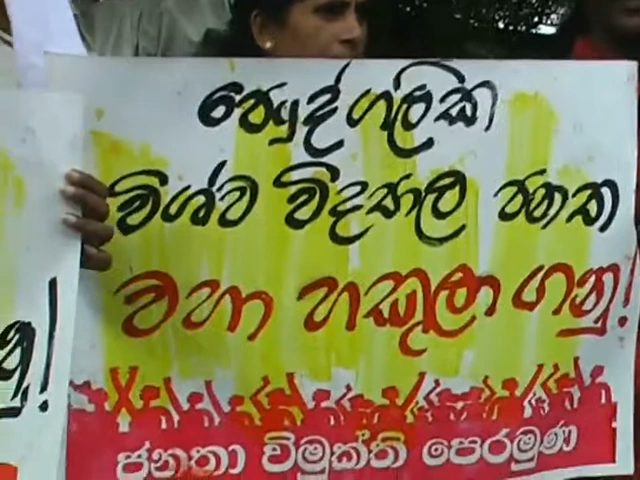 පෞද්ගලික
විශ්ව විද්‍යාල පනත
වහා හකුලා ගනු!
ජනතා විමුක්ති පෙරමුණ